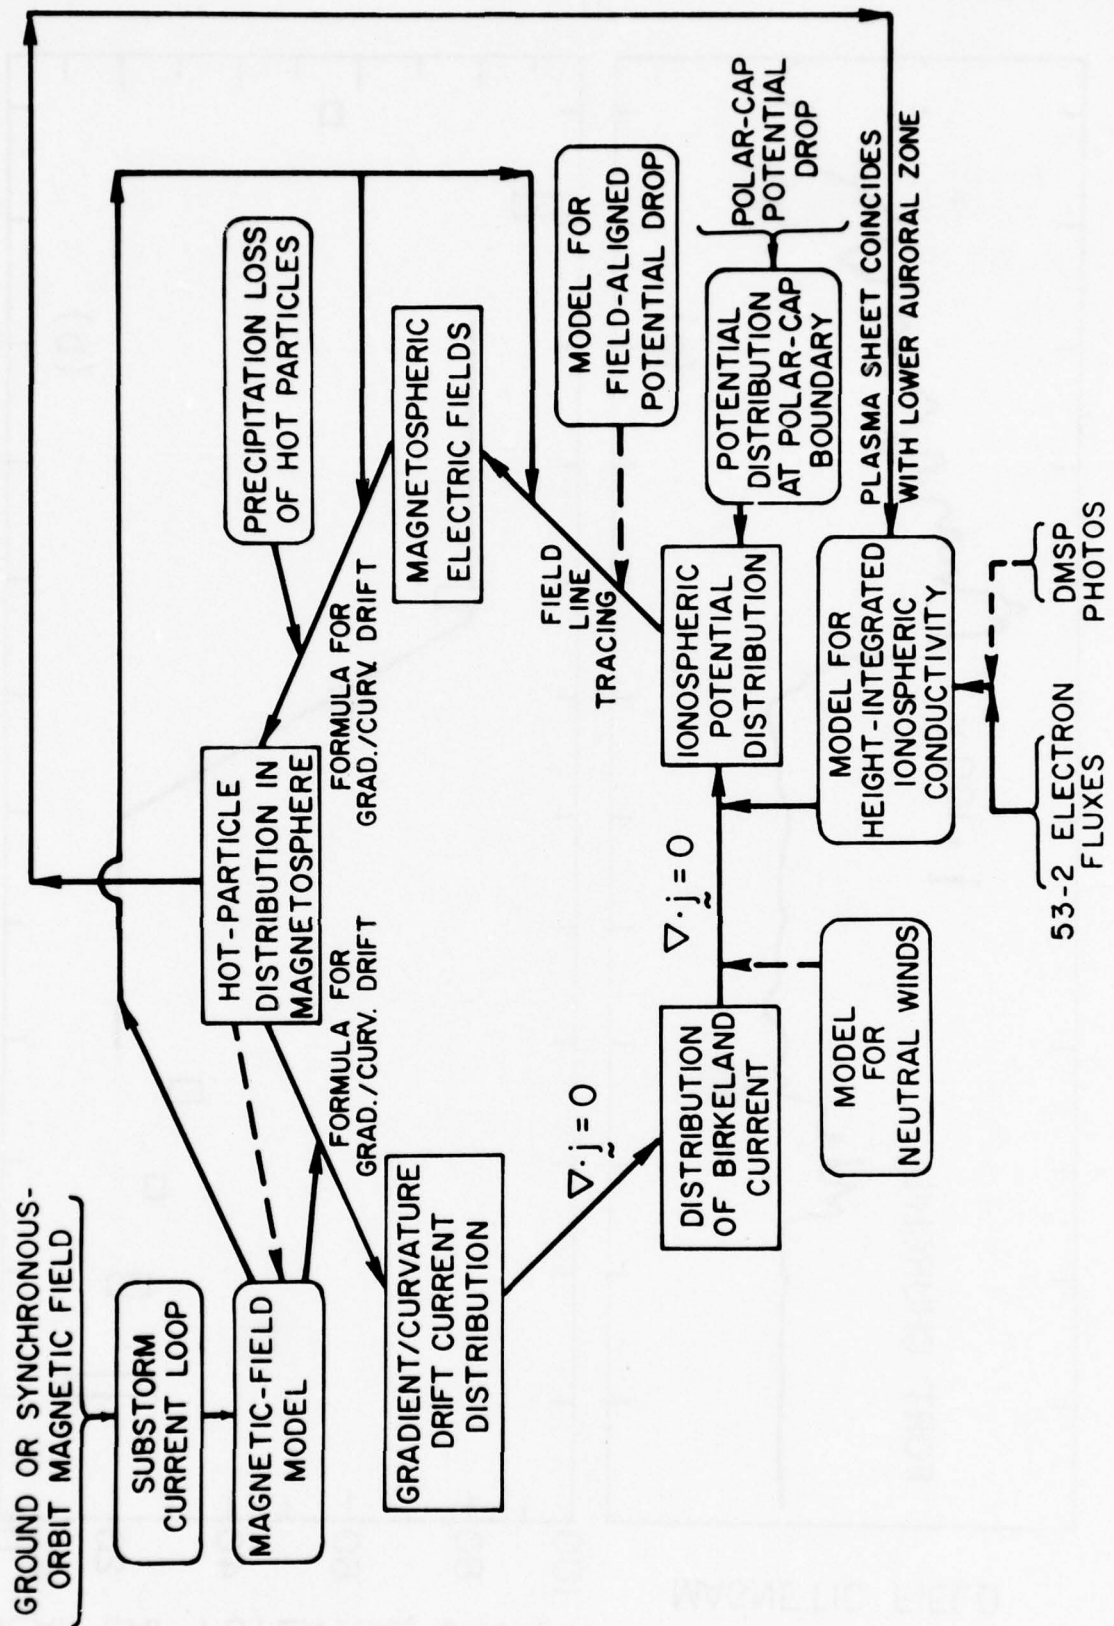 GROUND OR SYNCHRONOUS-
ORBIT MAGNETIC FIELD
SUBSTORM
CURRENT LOOP
MAGNETIC-FIELD
MODEL
HOT-PARTICLE
DISTRIBUTION IN
MAGNETOSPHERE
PRECIPITATION LOSS
OF HOT PARTICLES
FORMULA FOR
GRAD./CURV. DRIFT
FORMULA FOR
GRAD./CURV. DRIFT
GRADIENT/CURVATURE
DRIFT CURRENT
DISTRIBUTION
MAGNETOSPHERIC
ELECTRIC FIELDS
FIELD
LINE
TRACING
MODEL FOR
FIELD-ALIGNED
POTENTIAL DROP
∇·j = 0
DISTRIBUTION
OF BIRKELAND
CURRENT
∇·j = 0
IONOSPHERIC
POTENTIAL
DISTRIBUTION
POTENTIAL
DISTRIBUTION
AT POLAR-CAP
BOUNDARY
POLAR-CAP
POTENTIAL
DROP
MODEL
FOR
NEUTRAL WINDS
MODEL FOR
HEIGHT-INTEGRATED
IONOSPHERIC
CONDUCTIVITY
PLASMA SHEET COINCIDES
WITH LOWER AURORAL ZONE
53-2 ELECTRON
FLUXES
DMSP
PHOTOS